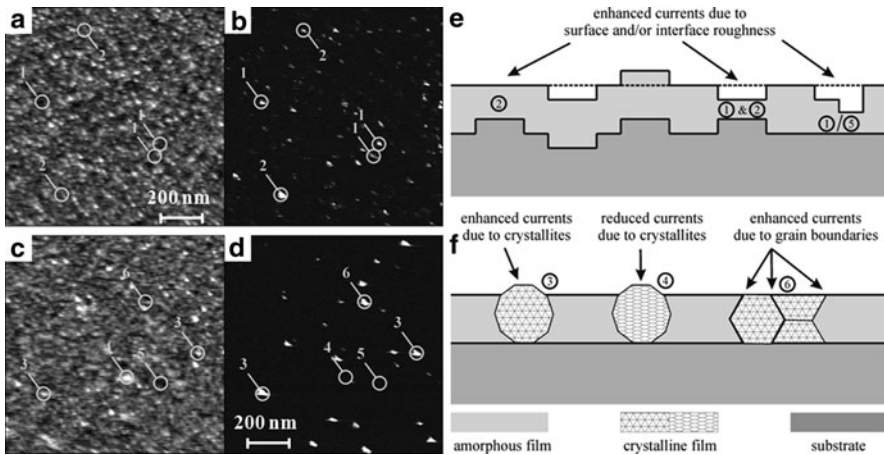 a
2
1
1
1
2
200 nm
b
2
1
1
1
2
c
6
3
4
5
3
d
6
3
4
5
3
200 nm
e
enhanced currents due to
surface and/or interface roughness
2
1 & 2
1/5
f
enhanced currents
due to crystallites
reduced currents
due to crystallites
enhanced currents
due to grain boundaries
3
4
6
amorphous film
crystalline film
substrate